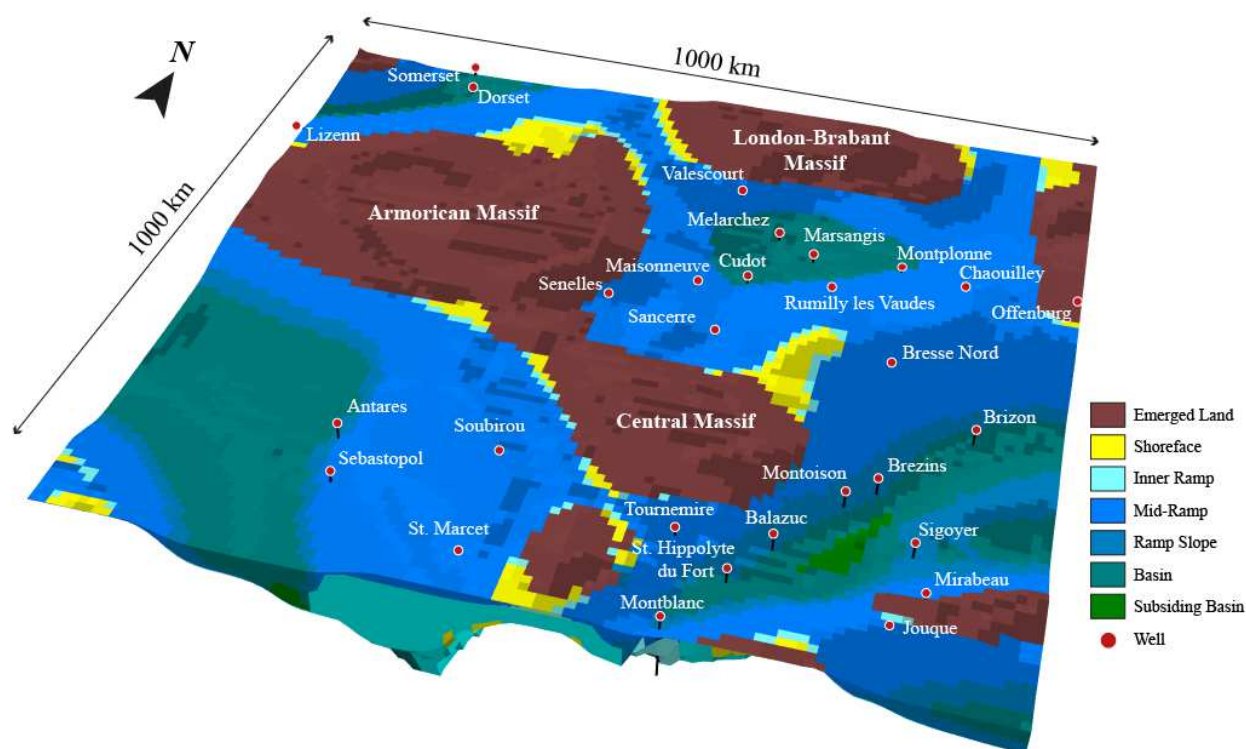 N
1000 km
1000 km
Somerset
Dorset
Lizenn
London-Brabant
Massif
Valescourt
Armorican Massif
Melarchez
Marsangis
Montplonne
Maisonneuve
Cudot
Chaouilley
Senelles
Rumilly les Vaudes
Offenburg
Sancerre
Bresse Nord
Antares
Soubirou
Central Massif
Brizon
Sebastopol
Montoison
Brezins
Tournemire
Balazuc
Sigoyer
St. Marcet
St. Hippolyte
du Fort
Mirabeau
Montblanc
Jouque
Emerged Land
Shoreface
Inner Ramp
Mid-Ramp
Ramp Slope
Basin
Subsiding Basin
Well